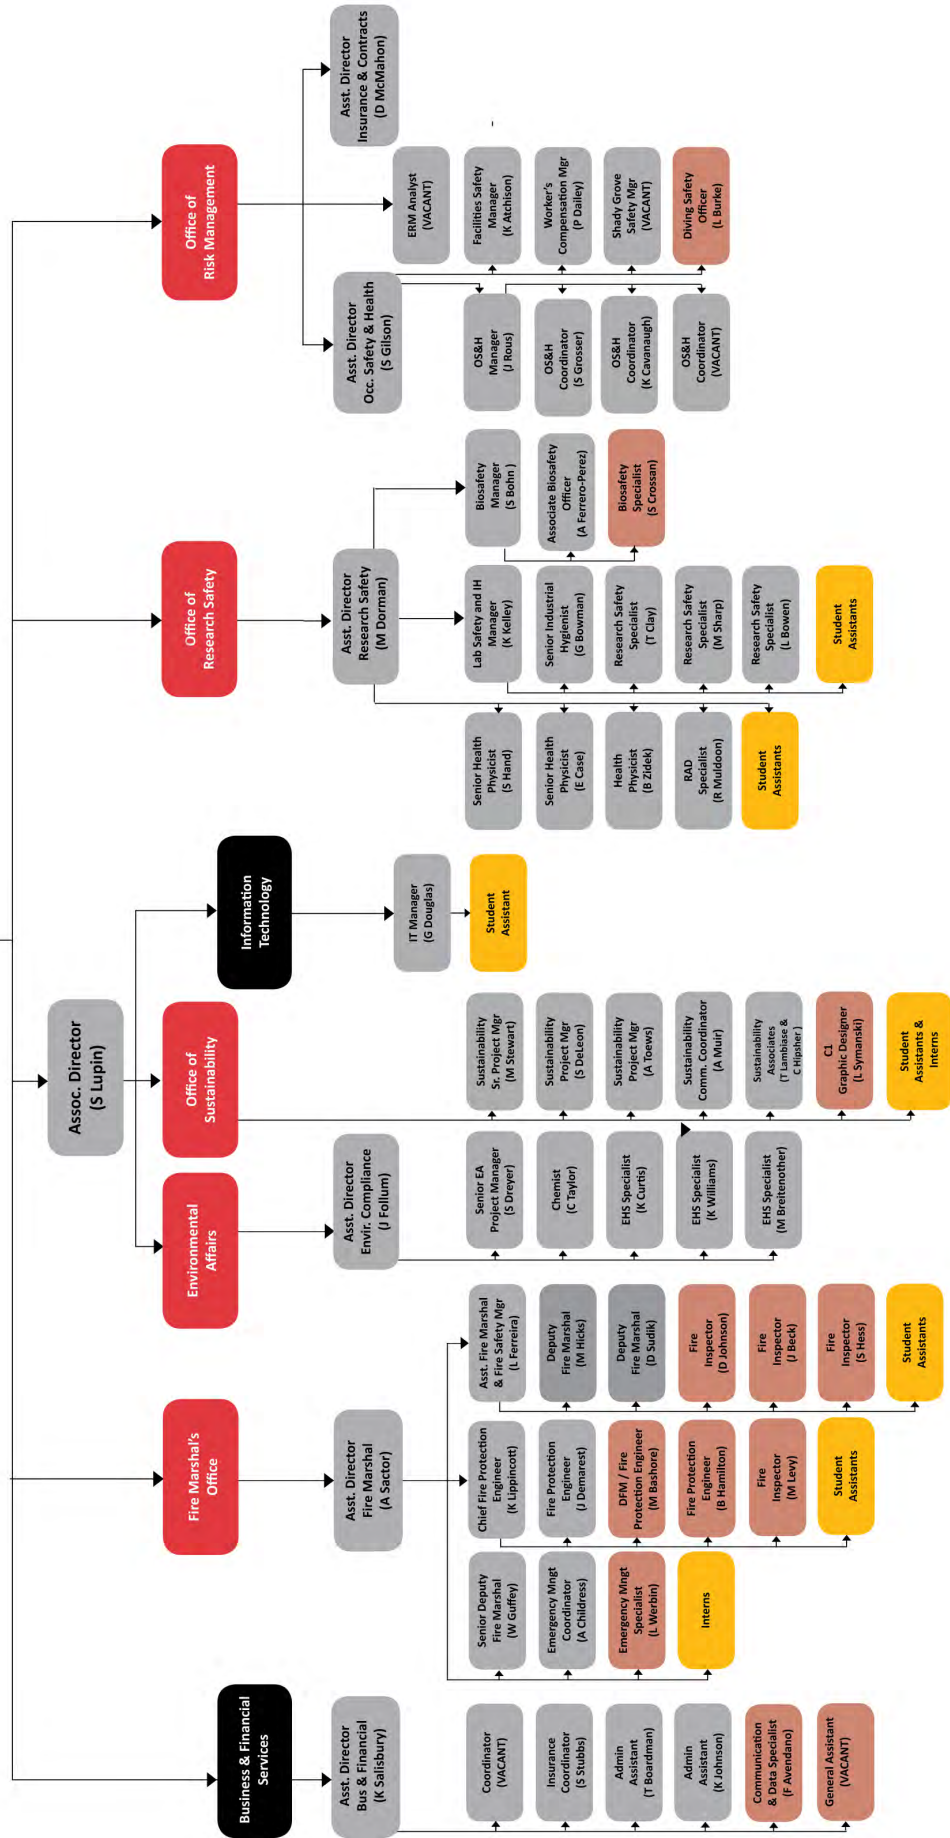 Assoc. Director
(S Lupin)
Business & Financial
Services
Asst. Director
Bus & Financial
(K Salisbury)
Coordinator
(VACANT)
Insurance
Coordinator
(S Stubbs)
Admin
Assistant
(T Boardman)
Admin
Assistant
(K Johnson)
Communication
& Data Specialist
(F Avendano)
General Assistant
(VACANT)
Fire Marshal's
Office
Asst. Director
Fire Marshal
(A Sactor)
Senior Deputy
Fire Marshal
(W Guffey)
Emergency Mngt
Coordinator
(A Childress)
Emergency Mngt
Specialist
(L Werbin)
Interns
Chief Fire Protection
Engineer
(K Lippincott)
Fire Protection
Engineer
(J Demarest)
DFM / Fire
Protection Engineer
(M Bashore)
Fire Protection
Engineer
(B Hamilton)
Fire
Inspector
(M Levy)
Student
Assistants
Asst. Fire Marshal
& Fire Safety Mgr
(L Ferreira)
Deputy
Fire Marshal
(M Hicks)
Deputy
Fire Marshal
(D Sudik)
Fire
Inspector
(D Johnson)
Fire
Inspector
(J Beck)
Fire
Inspector
(S Hess)
Student
Assistants
Environmental
Affairs
Asst. Director
Envir. Compliance
(J Follum)
Senior EA
Project Manager
(S Dreyer)
Chemist
(C Taylor)
EHS Specialist
(K Curtis)
EHS Specialist
(K Williams)
EHS Specialist
(M Breitenother)
Office of
Sustainability
Sustainability
Sr. Project Mgr
(M Stewart)
Sustainability
Project Mgr
(S DeLeon)
Sustainability
Project Mgr
(A Toews)
Sustainability
Comm. Coordinator
(A Muir)
Sustainability
Associates
(T Lambiase &
C Hipsher )
C1
Graphic Designer
(L Symanski)
Student
Assistants &
Interns
Information
Technology
IT Manager
(G Douglas)
Student
Assistant
Office of
Research Safety
Asst. Director
Research Safety
(M Dorman)
Senior Health
Physicist
(S Hand)
Senior Health
Physicist
(E Case)
Health
Physicist
(B Zidek)
RAD
Specialist
(R Muldoon)
Student
Assistants
Lab Safety and IH
Manager
(K Kelley)
Senior Industrial
Hygienist
(G Bowman)
Research Safety
Specialist
(T Clay)
Research Safety
Specialist
(M Sharp)
Research Safety
Specialist
(L Bowen)
Student
Assistants
Biosafety
Manager
(S Bohn )
Associate Biosafety
Officer
(A Ferrero-Perez)
Biosafety
Specialist
(S Crossan)
Office of
Risk Management
Asst. Director
Occ. Safety & Health
(S Gilson)
OS&H
Manager
(J Rous)
OS&H
Coordinator
(S Grosser)
OS&H
Coordinator
(K Cavanaugh)
OS&H
Coordinator
(VACANT)
ERM Analyst
(VACANT)
Facilities Safety
Manager
(K Atchison)
Worker's
Compensation Mgr
(P Dailey)
Shady Grove
Safety Mgr
(VACANT)
Diving Safety
Officer
(L Burke)
Asst. Director
Insurance & Contracts
(D McMahon)